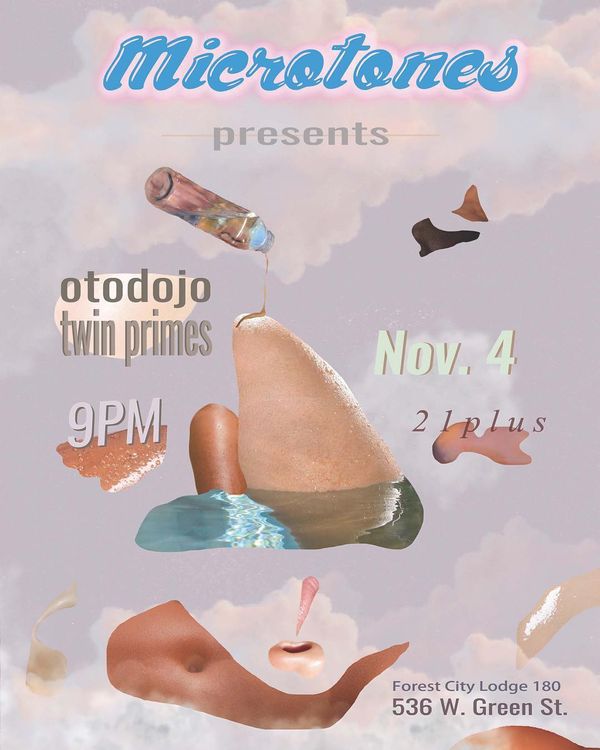 Microtones
presents
otodojo
twin primes
Nov. 4
9PM
21plus
Forest City Lodge 180
536 W. Green St.